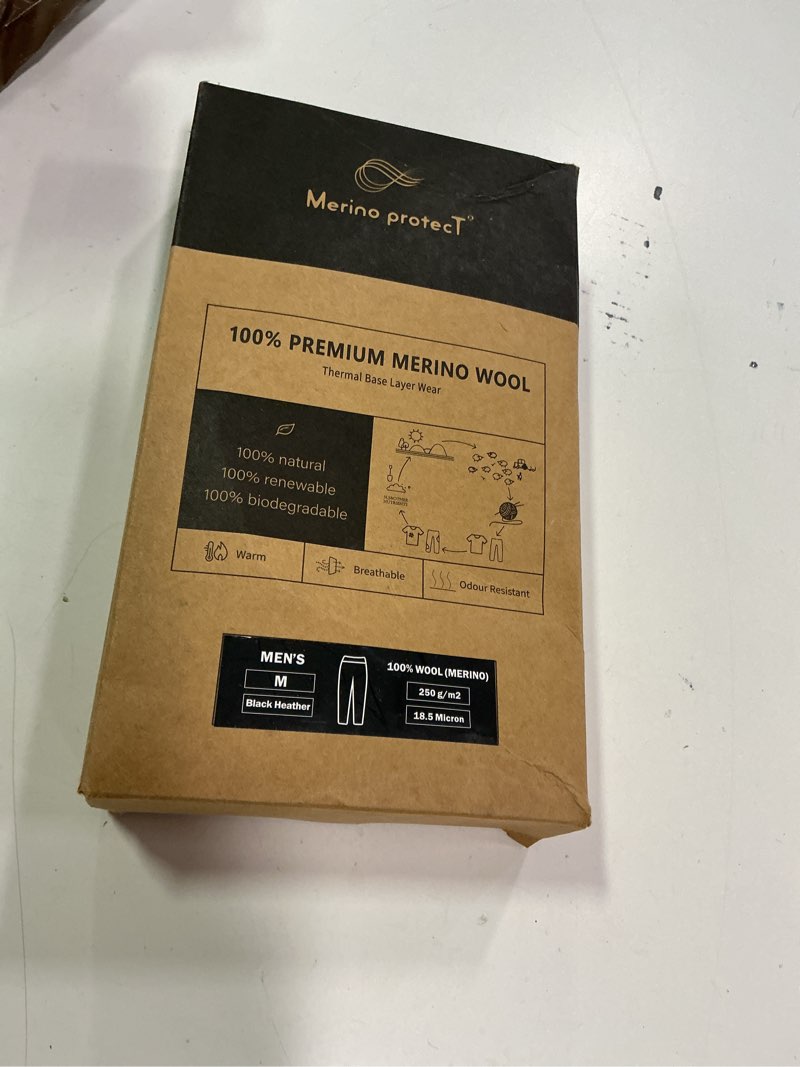 Merino protecT®
100% PREMIUM MERINO WOOL
Thermal Base Layer Wear
100% natural
100% renewable
100% biodegradable
Warm
Breathable
Odour Resistant
MEN'S
M
Black Heather
100% WOOL (MERINO)
250 g/m2
18.5 Micron